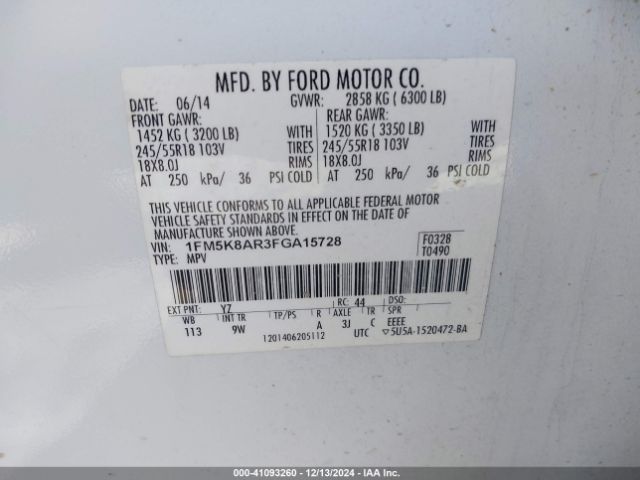 MFD. BY FORD MOTOR CO.
DATE: 06/14 GVWR: 2858 KG ( 6300 LB)
FRONT GAWR: REAR GAWR:
1452 KG ( 3200 LB) WITH 1520 KG ( 3350 LB) WITH
245/55R18 103V TIRES 245/55R18 103V TIRES
18X8.0J RIMS 18X8.0J RIMS
AT 250 kPa/ 36 PSI COLD AT 250 kPa/ 36 PSI COLD
THIS VEHICLE CONFORMS TO ALL APPLICABLE FEDERAL MOTOR
VEHICLE SAFETY STANDARDS IN EFFECT ON THE DATE OF
MANUFACTURE SHOWN ABOVE.
VIN: 1FM5K8AR3FGA15728 F0328
TYPE: MPV T0490
EXT PNT: YZ RC: 44 DSO:
WB INT TR TP/PS R AXLE TR SPR
113 9W A 3J C EEEE
1201406205112 UTC 5U5A-1520472-BA
000-41093260 - 12/13/2024 - IAA Inc.